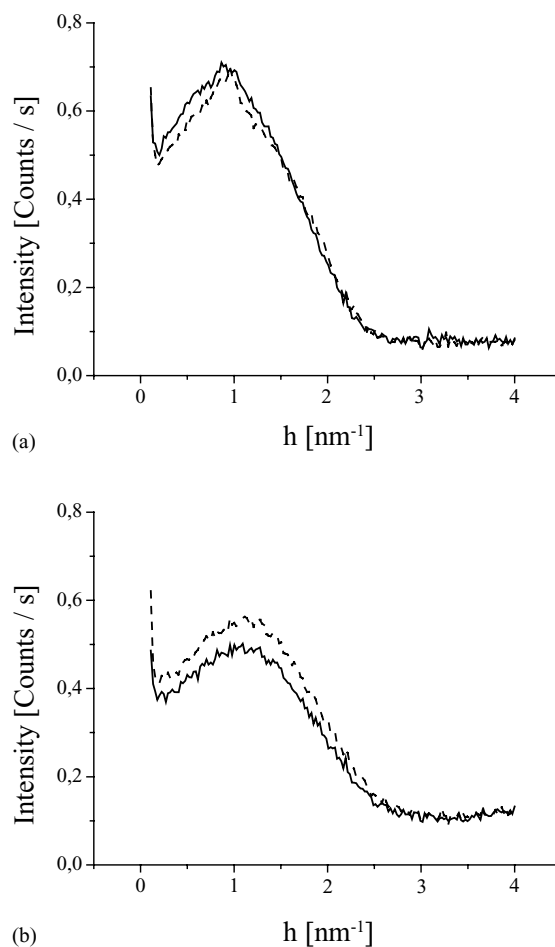 0,8
0,6
0,4
0,2
0,0
Intensity [Counts / s]
0 1 2 3 4
h [nm-1]
(a)
0,8
0,6
0,4
0,2
0,0
Intensity [Counts / s]
0 1 2 3 4
h [nm-1]
(b)